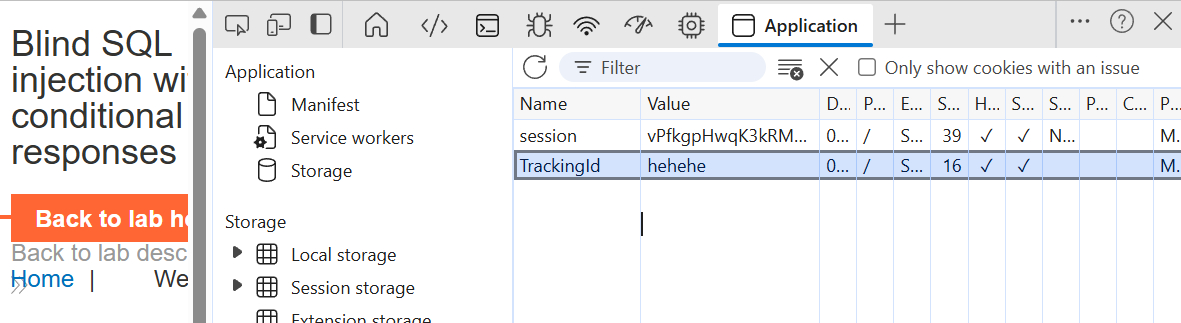 Blind SQL
injection wi
conditional
responses
Back to lab he
Back to lab desc
Home | We
Application
Application
Manifest
Service workers
Storage
Storage
Local storage
Session storage
Extension storage
Filter
Only show cookies with an issue
Name Value D... P... E... S... H... S... S... P... C... P...
session vPfkgpHwqK3kRM... 0... / S... 39 ✓ ✓ N... M...
TrackingId hehehe 0... / S... 16 ✓ ✓ M...